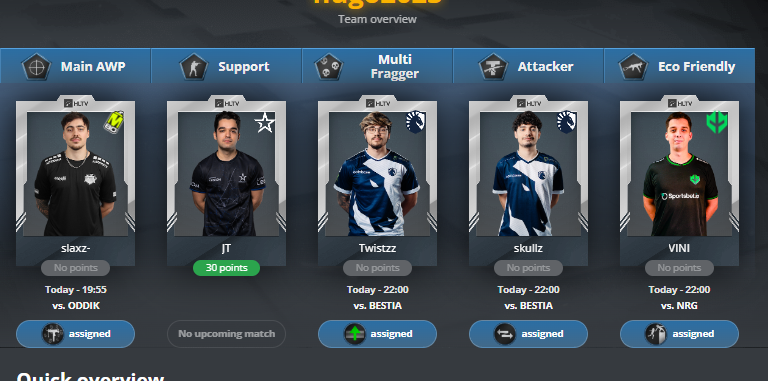 Team overview
Main AWP
Support
Multi
Fragger
Attacker
Eco Friendly
HLTV
HLTV
HLTV
HLTV
HLTV
slaxz-
JT
Twistzz
skullz
VINI
No points
30 points
No points
No points
No points
Today - 19:55
Today - 22:00
Today - 22:00
Today - 22:00
vs. ODDIK
vs. BESTIA
vs. BESTIA
vs. NRG
assigned
No upcoming match
assigned
assigned
assigned
Quick overview